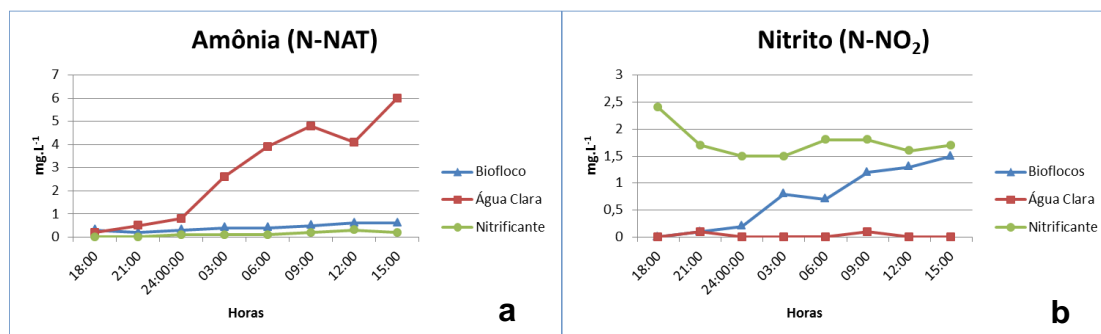 Amônia (N-NAT)
7
6
5
4
3
2
1
0
mg.L⁻¹
18:00
21:00
24:00:00
03:00
06:00
09:00
12:00
15:00
Horas
Biofloco
Água Clara
Nitrificante
a
Nitrito (N-NO₂)
3
2,5
2
1,5
1
0,5
0
mg.L⁻¹
18:00
21:00
24:00:00
03:00
06:00
09:00
12:00
15:00
Horas
Bioflocos
Água Clara
Nitrificante
b